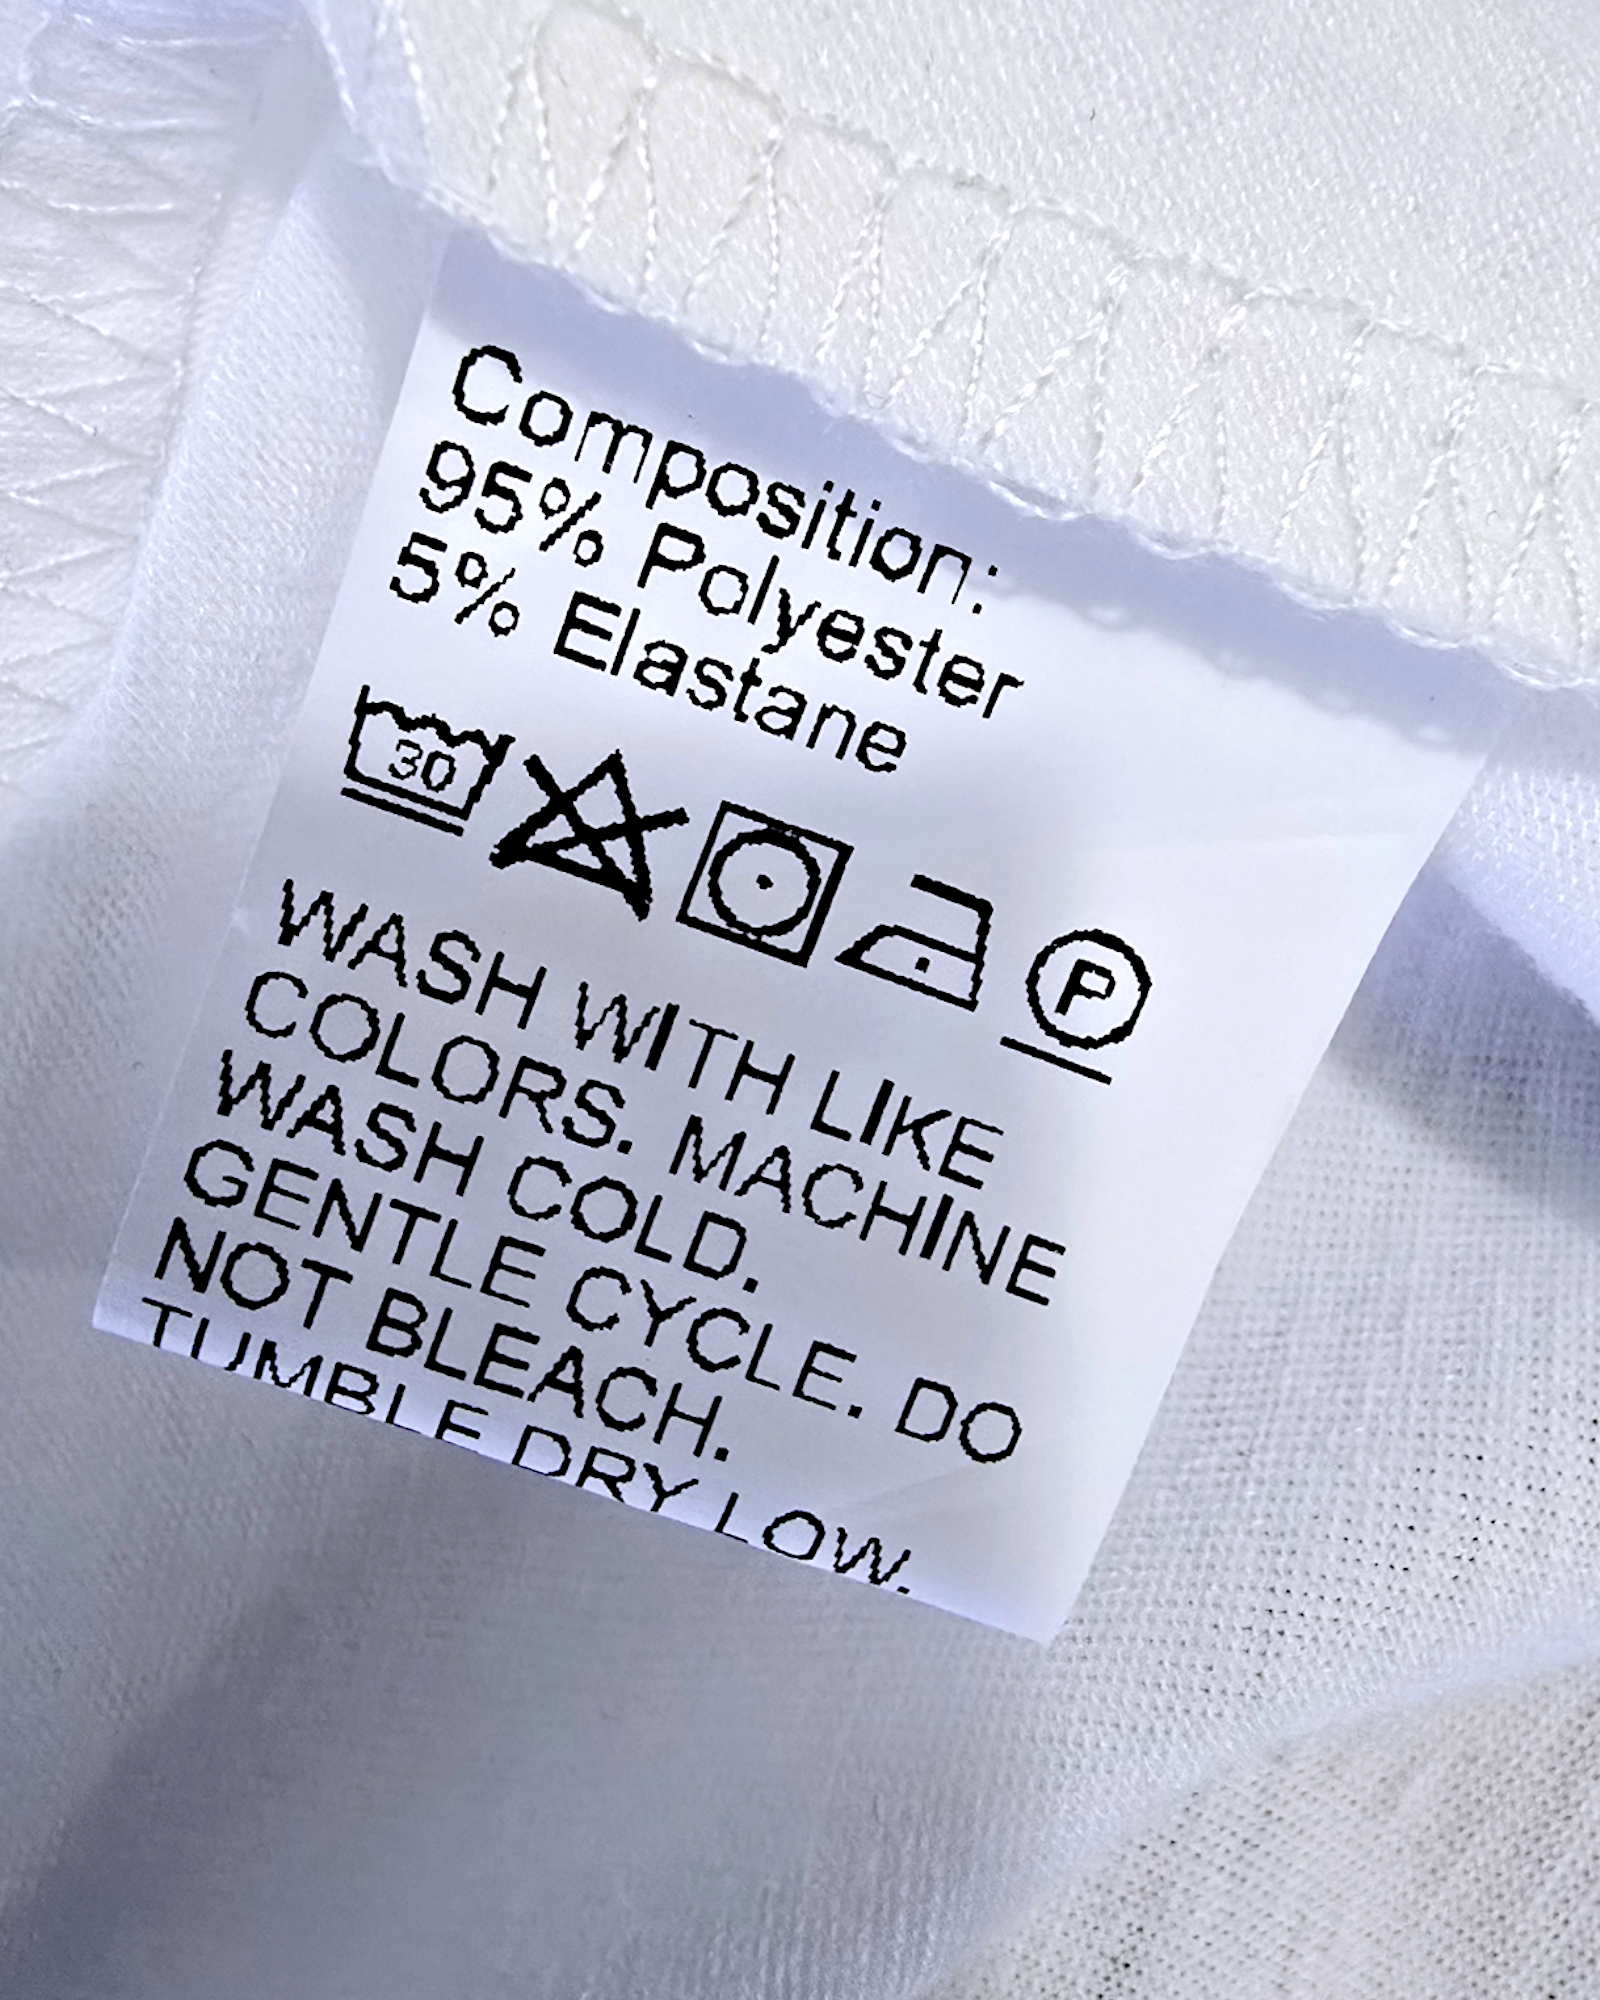 Composition:
95% Polyester
5% Elastane
30 P
WASH WITH LIKE
COLORS. MACHINE
WASH COLD.
GENTLE CYCLE. DO
NOT BLEACH.
TUMBLE DRY LOW.